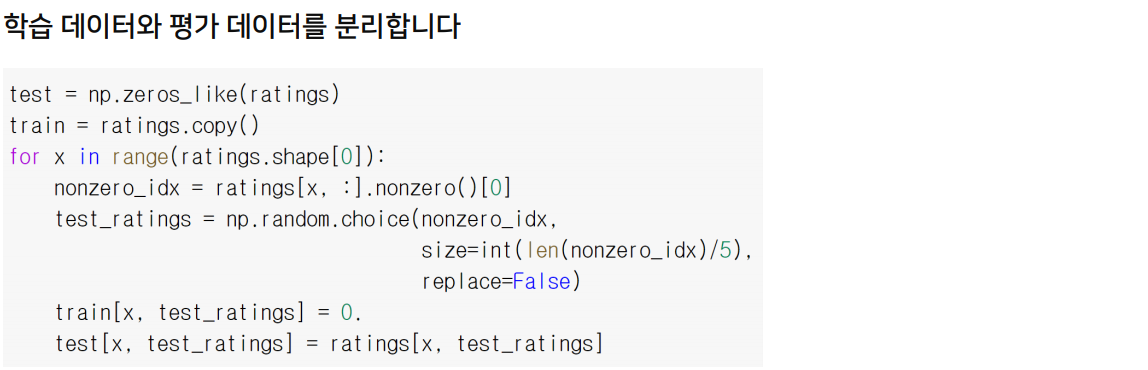 학습 데이터와 평가 데이터를 분리합니다
test = np.zeros_like(ratings)
train = ratings.copy()
for x in range(ratings.shape[0]):
    nonzero_idx = ratings[x, :].nonzero()[0]
    test_ratings = np.random.choice(nonzero_idx,
                                    size=int(len(nonzero_idx)/5),
                                    replace=False)
    train[x, test_ratings] = 0.
    test[x, test_ratings] = ratings[x, test_ratings]